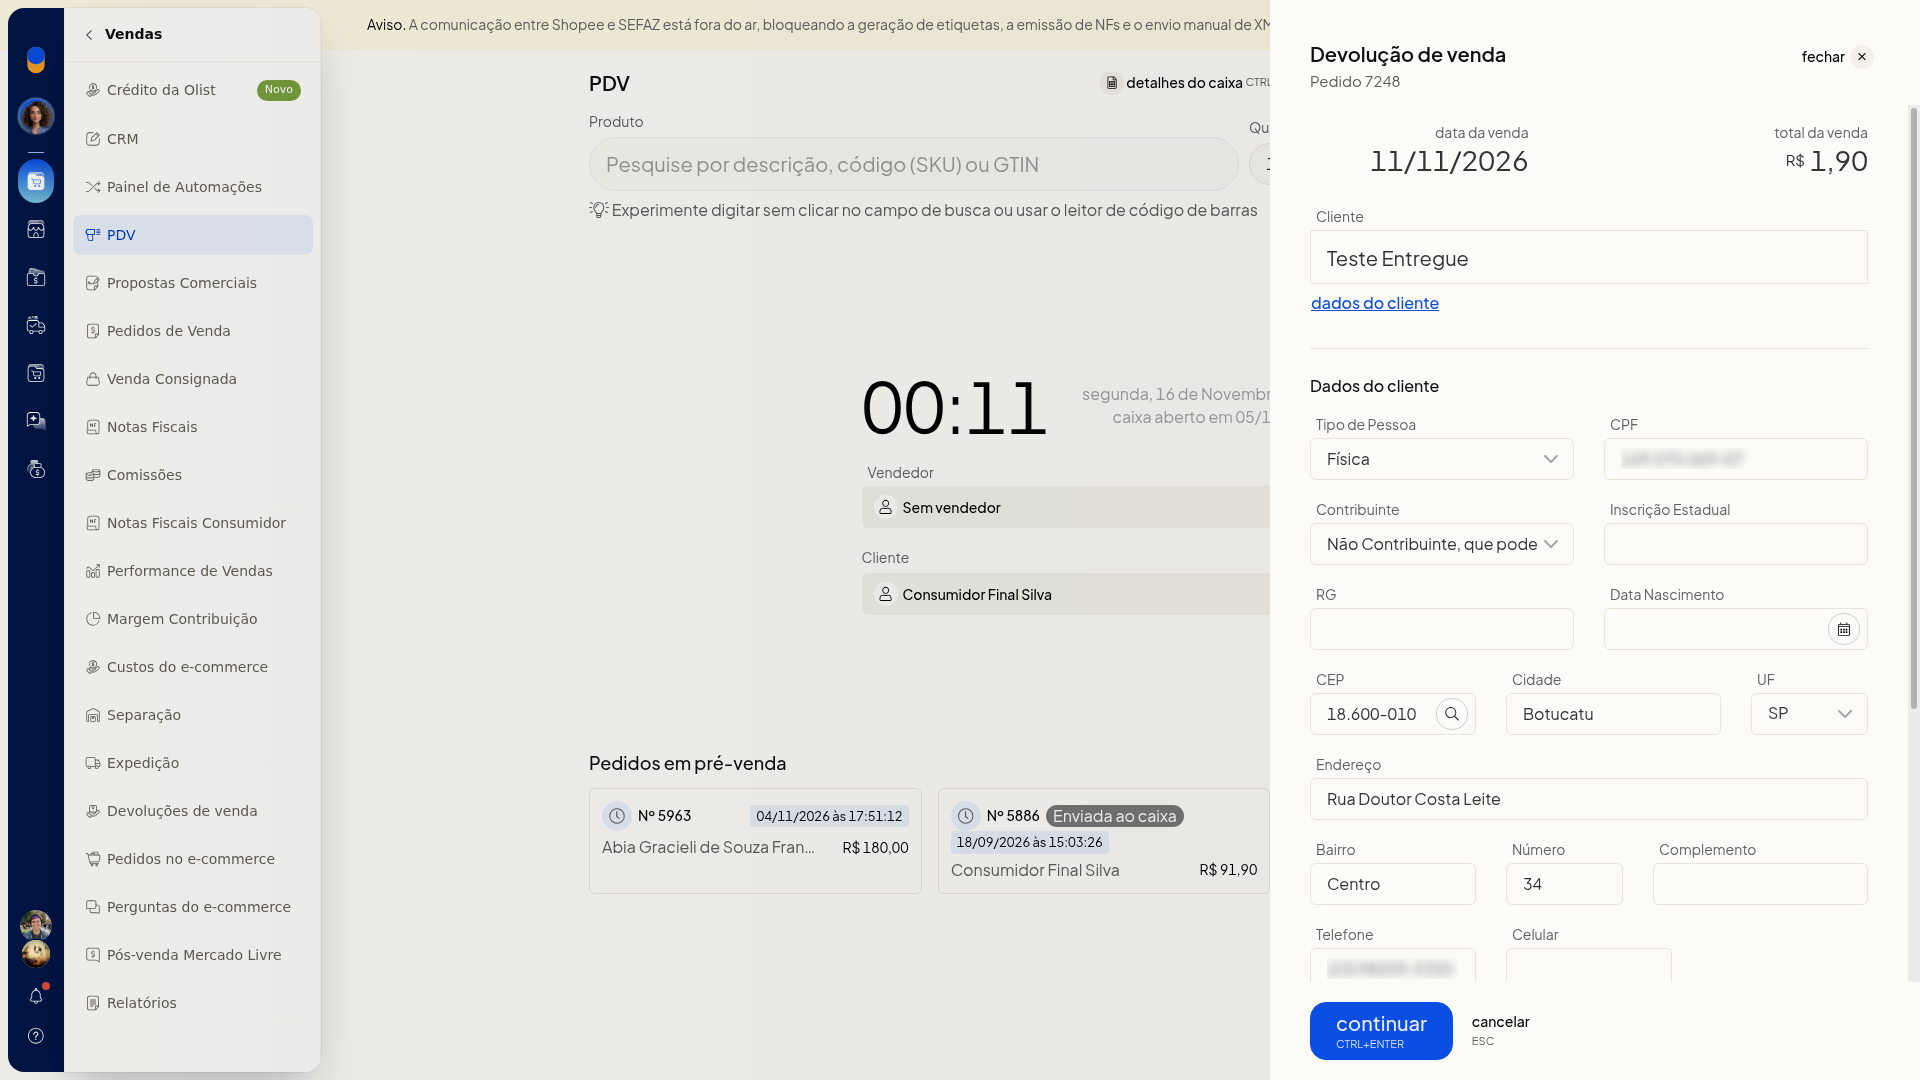 Vendas
Crédito da Olist
Novo
CRM
Painel de Automações
PDV
Propostas Comerciais
Pedidos de Venda
Venda Consignada
Notas Fiscais
Comissões
Notas Fiscais Consumidor
Performance de Vendas
Margem Contribuição
Custos do e-commerce
Separação
Expedição
Devoluções de venda
Pedidos no e-commerce
Perguntas do e-commerce
Pós-venda Mercado Livre
Relatórios
Aviso. A comunicação entre Shopee e SEFAZ está fora do ar, bloqueando a geração de etiquetas, a emissão de NFs e o envio manual de
PDV
detalhes do caixa CTRL
Produto
Pesquise por descrição, código (SKU) ou GTIN
Experimente digitar sem clicar no campo de busca ou usar o leitor de código de barras
00:11
segunda, 16 de
caixa aberto em
Vendedor
Sem vendedor
Cliente
Consumidor Final Silva
Pedidos em pré-venda
Nº 5963
04/11/2026 às 17:51:12
Abia Gracieli de Souza Fran...
R$ 180,00
Nº 5886
Enviada ao caixa
18/09/2026 às 15:03:26
Consumidor Final Silva
R$ 91,90
Devolução de venda
fechar
Pedido 7248
data da venda
11/11/2026
total da venda
R$ 1,90
Cliente
Teste Entregue
dados do cliente
Dados do cliente
Tipo de Pessoa
Física
CPF
Contribuinte
Não Contribuinte, que pode
Inscrição Estadual
RG
Data Nascimento
CEP
18.600-010
Cidade
Botucatu
UF
SP
Endereço
Rua Doutor Costa Leite
Bairro
Centro
Número
34
Complemento
Telefone
Celular
continuar
CTRL+ENTER
cancelar
ESC